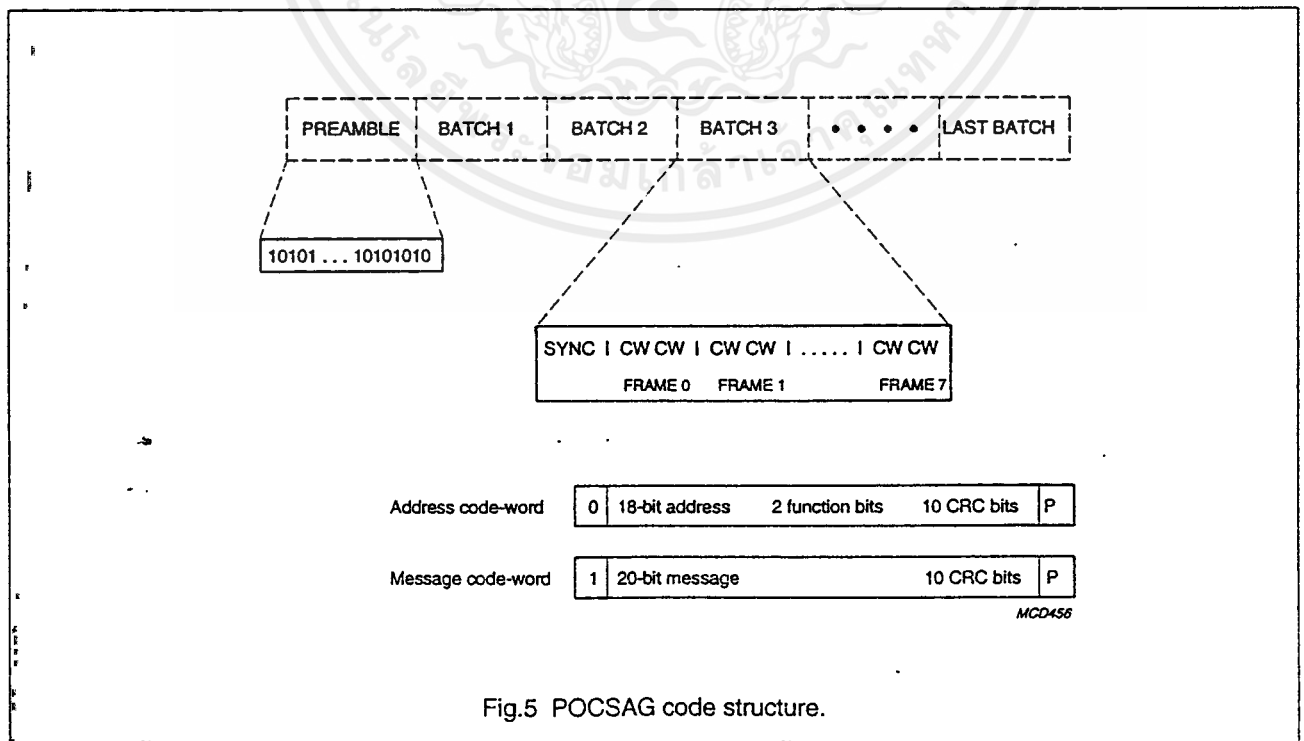 PREAMBLE BATCH 1 BATCH 2 BATCH 3 • • • • LAST BATCH
10101 . . . 10101010
SYNC | CW CW | CW CW | . . . . . | CW CW
FRAME 0 FRAME 1 FRAME 7
Address code-word 0 18-bit address 2 function bits 10 CRC bits P
Message code-word 1 20-bit message 10 CRC bits P
MCD456
Fig.5 POCSAG code structure.